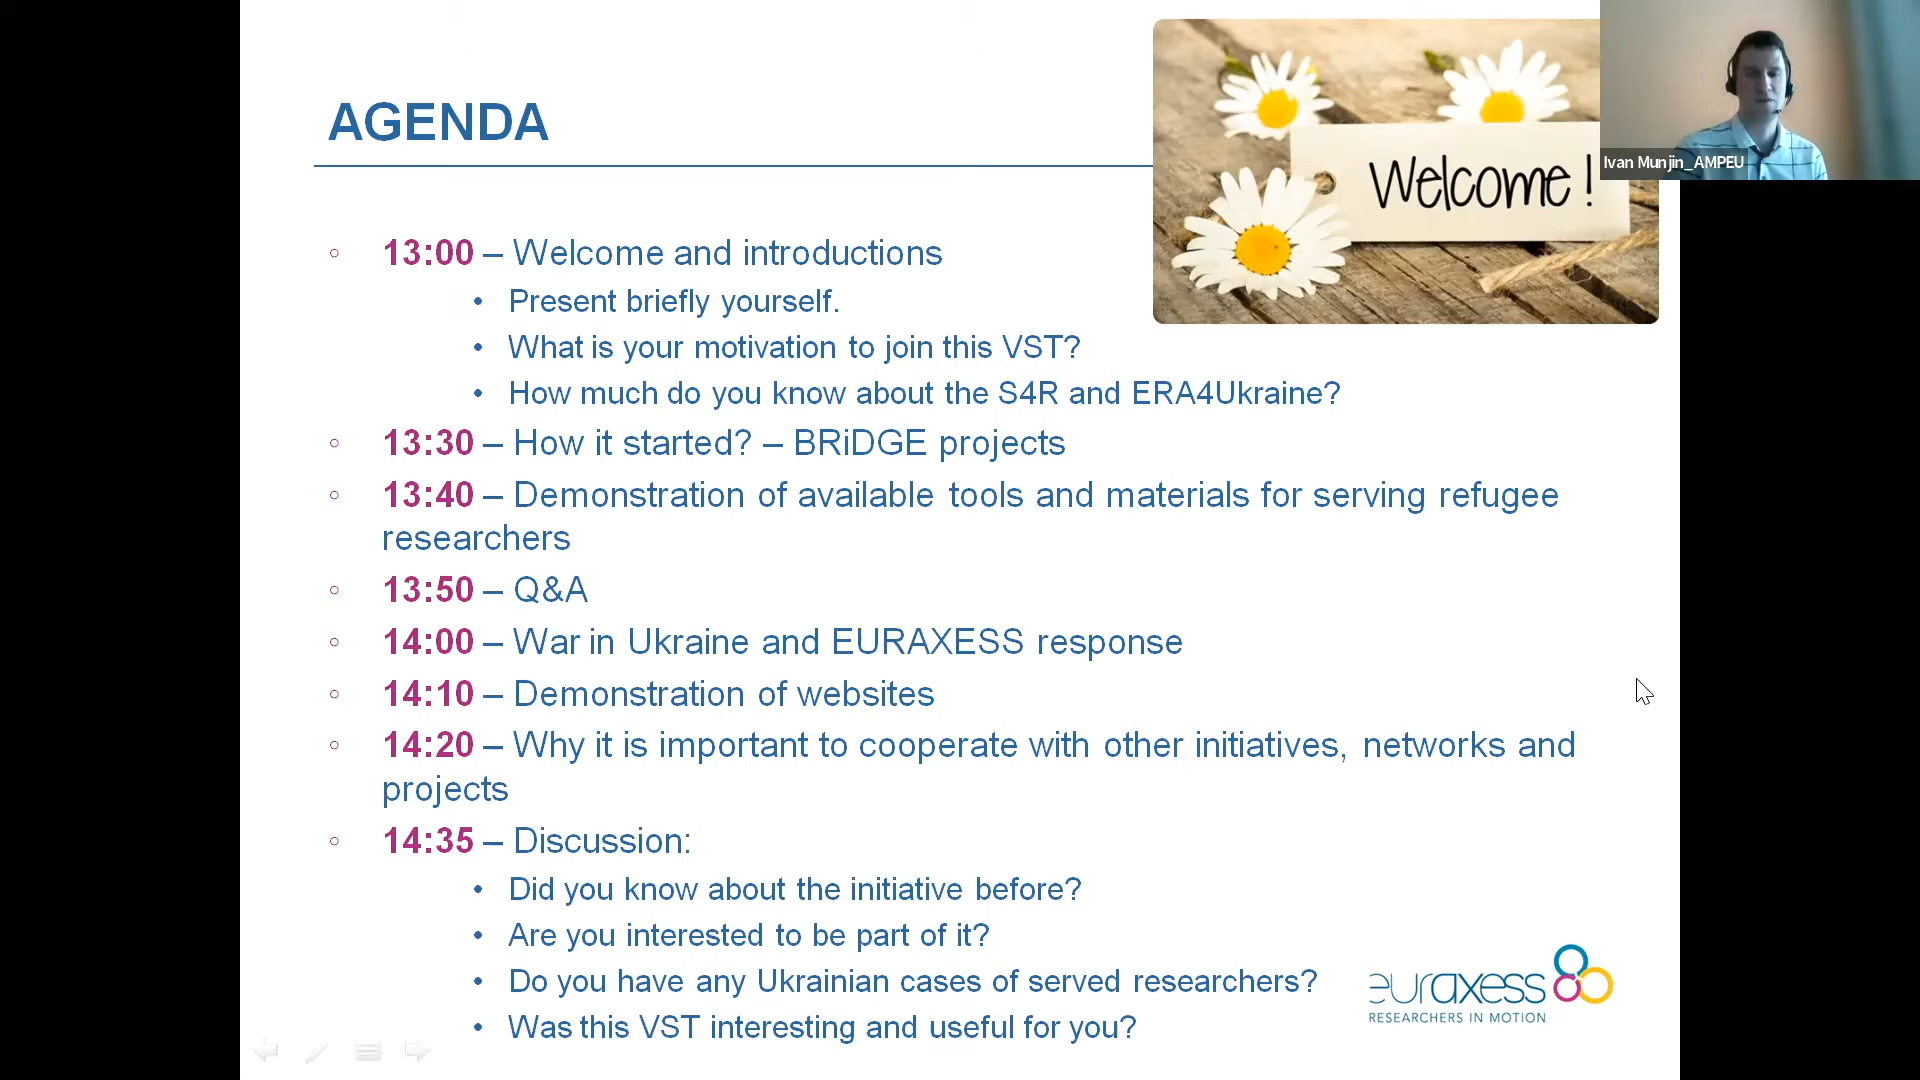 AGENDA
Welcome !
Ivan Munjin_AMPEU
◦ 13:00 – Welcome and introductions
• Present briefly yourself.
• What is your motivation to join this VST?
• How much do you know about the S4R and ERA4Ukraine?
◦ 13:30 – How it started? – BRiDGE projects
◦ 13:40 – Demonstration of available tools and materials for serving refugee
researchers
◦ 13:50 – Q&A
◦ 14:00 – War in Ukraine and EURAXESS response
◦ 14:10 – Demonstration of websites
◦ 14:20 – Why it is important to cooperate with other initiatives, networks and
projects
◦ 14:35 – Discussion:
• Did you know about the initiative before?
• Are you interested to be part of it?
• Do you have any Ukrainian cases of served researchers?
• Was this VST interesting and useful for you?
euraxess
RESEARCHERS IN MOTION